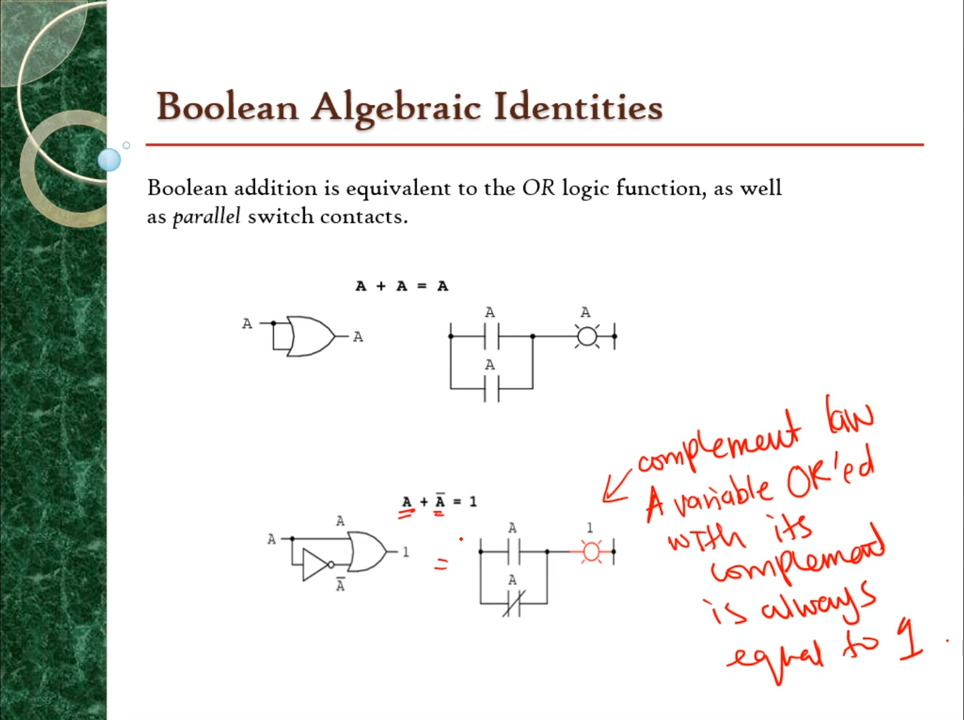 Boolean Algebraic Identities
Boolean addition is equivalent to the OR logic function, as well
as parallel switch contacts.
A + A = A
A
A
A
A
A
A + A̅ = 1
A
A
1
A̅
=
A
1
A
complement law
A variable OR'ed
with its
complement
is always
equal to 1.